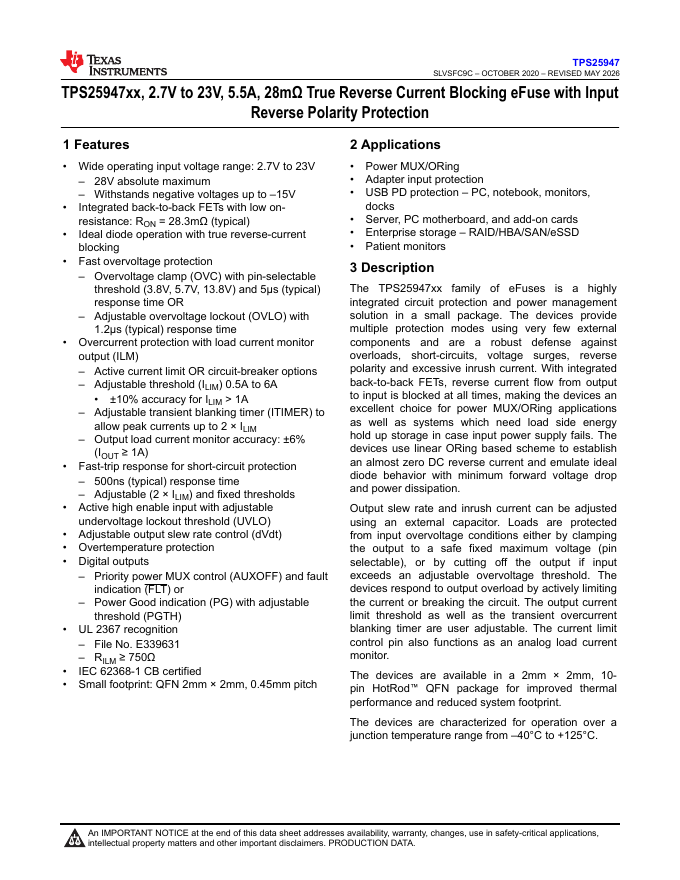 TEXAS
INSTRUMENTS
TPS25947
SLVSFC9C – OCTOBER 2020 – REVISED MAY 2026
TPS25947xx, 2.7V to 23V, 5.5A, 28mΩ True Reverse Current Blocking eFuse with Input
Reverse Polarity Protection
1 Features
• Wide operating input voltage range: 2.7V to 23V
– 28V absolute maximum
– Withstands negative voltages up to –15V
• Integrated back-to-back FETs with low on-
resistance: RON = 28.3mΩ (typical)
• Ideal diode operation with true reverse-current
blocking
• Fast overvoltage protection
– Overvoltage clamp (OVC) with pin-selectable
threshold (3.8V, 5.7V, 13.8V) and 5μs (typical)
response time OR
– Adjustable overvoltage lockout (OVLO) with
1.2μs (typical) response time
• Overcurrent protection with load current monitor
output (ILM)
– Active current limit OR circuit-breaker options
– Adjustable threshold (ILIM) 0.5A to 6A
• ±10% accuracy for ILIM > 1A
– Adjustable transient blanking timer (ITIMER) to
allow peak currents up to 2 × ILIM
– Output load current monitor accuracy: ±6%
(IOUT ≥ 1A)
• Fast-trip response for short-circuit protection
– 500ns (typical) response time
– Adjustable (2 × ILIM) and fixed thresholds
• Active high enable input with adjustable
undervoltage lockout threshold (UVLO)
• Adjustable output slew rate control (dVdt)
• Overtemperature protection
• Digital outputs
– Priority power MUX control (AUXOFF) and fault
indication (FLT) or
– Power Good indication (PG) with adjustable
threshold (PGTH)
• UL 2367 recognition
– File No. E339631
– RILM ≥ 750Ω
• IEC 62368-1 CB certified
• Small footprint: QFN 2mm × 2mm, 0.45mm pitch
2 Applications
• Power MUX/ORing
• Adapter input protection
• USB PD protection – PC, notebook, monitors,
docks
• Server, PC motherboard, and add-on cards
• Enterprise storage – RAID/HBA/SAN/eSSD
• Patient monitors
3 Description
The TPS25947xx family of eFuses is a highly
integrated circuit protection and power management
solution in a small package. The devices provide
multiple protection modes using very few external
components and are a robust defense against
overloads, short-circuits, voltage surges, reverse
polarity and excessive inrush current. With integrated
back-to-back FETs, reverse current flow from output
to input is blocked at all times, making the devices an
excellent choice for power MUX/ORing applications
as well as systems which need load side energy
hold up storage in case input power supply fails. The
devices use linear ORing based scheme to establish
an almost zero DC reverse current and emulate ideal
diode behavior with minimum forward voltage drop
and power dissipation.
Output slew rate and inrush current can be adjusted
using an external capacitor. Loads are protected
from input overvoltage conditions either by clamping
the output to a safe fixed maximum voltage (pin
selectable), or by cutting off the output if input
exceeds an adjustable overvoltage threshold. The
devices respond to output overload by actively limiting
the current or breaking the circuit. The output current
limit threshold as well as the transient overcurrent
blanking timer are user adjustable. The current limit
control pin also functions as an analog load current
monitor.
The devices are available in a 2mm × 2mm, 10-
pin HotRod™ QFN package for improved thermal
performance and reduced system footprint.
The devices are characterized for operation over a
junction temperature range from –40°C to +125°C.
An IMPORTANT NOTICE at the end of this data sheet addresses availability, warranty, changes, use in safety-critical applications,
intellectual property matters and other important disclaimers. PRODUCTION DATA.